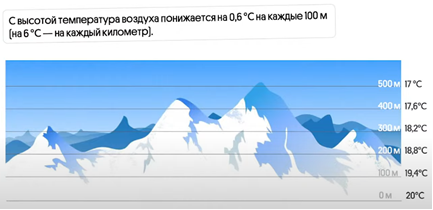 С высотой температура воздуха понижается на 0,6 °С на каждые 100 м
(на 6 °С — на каждый километр).
500 м 17 °С
400 м 17,6°С
300 м 18,2°С
200 м 18,8°С
100 м 19,4°С
0 м 20°С